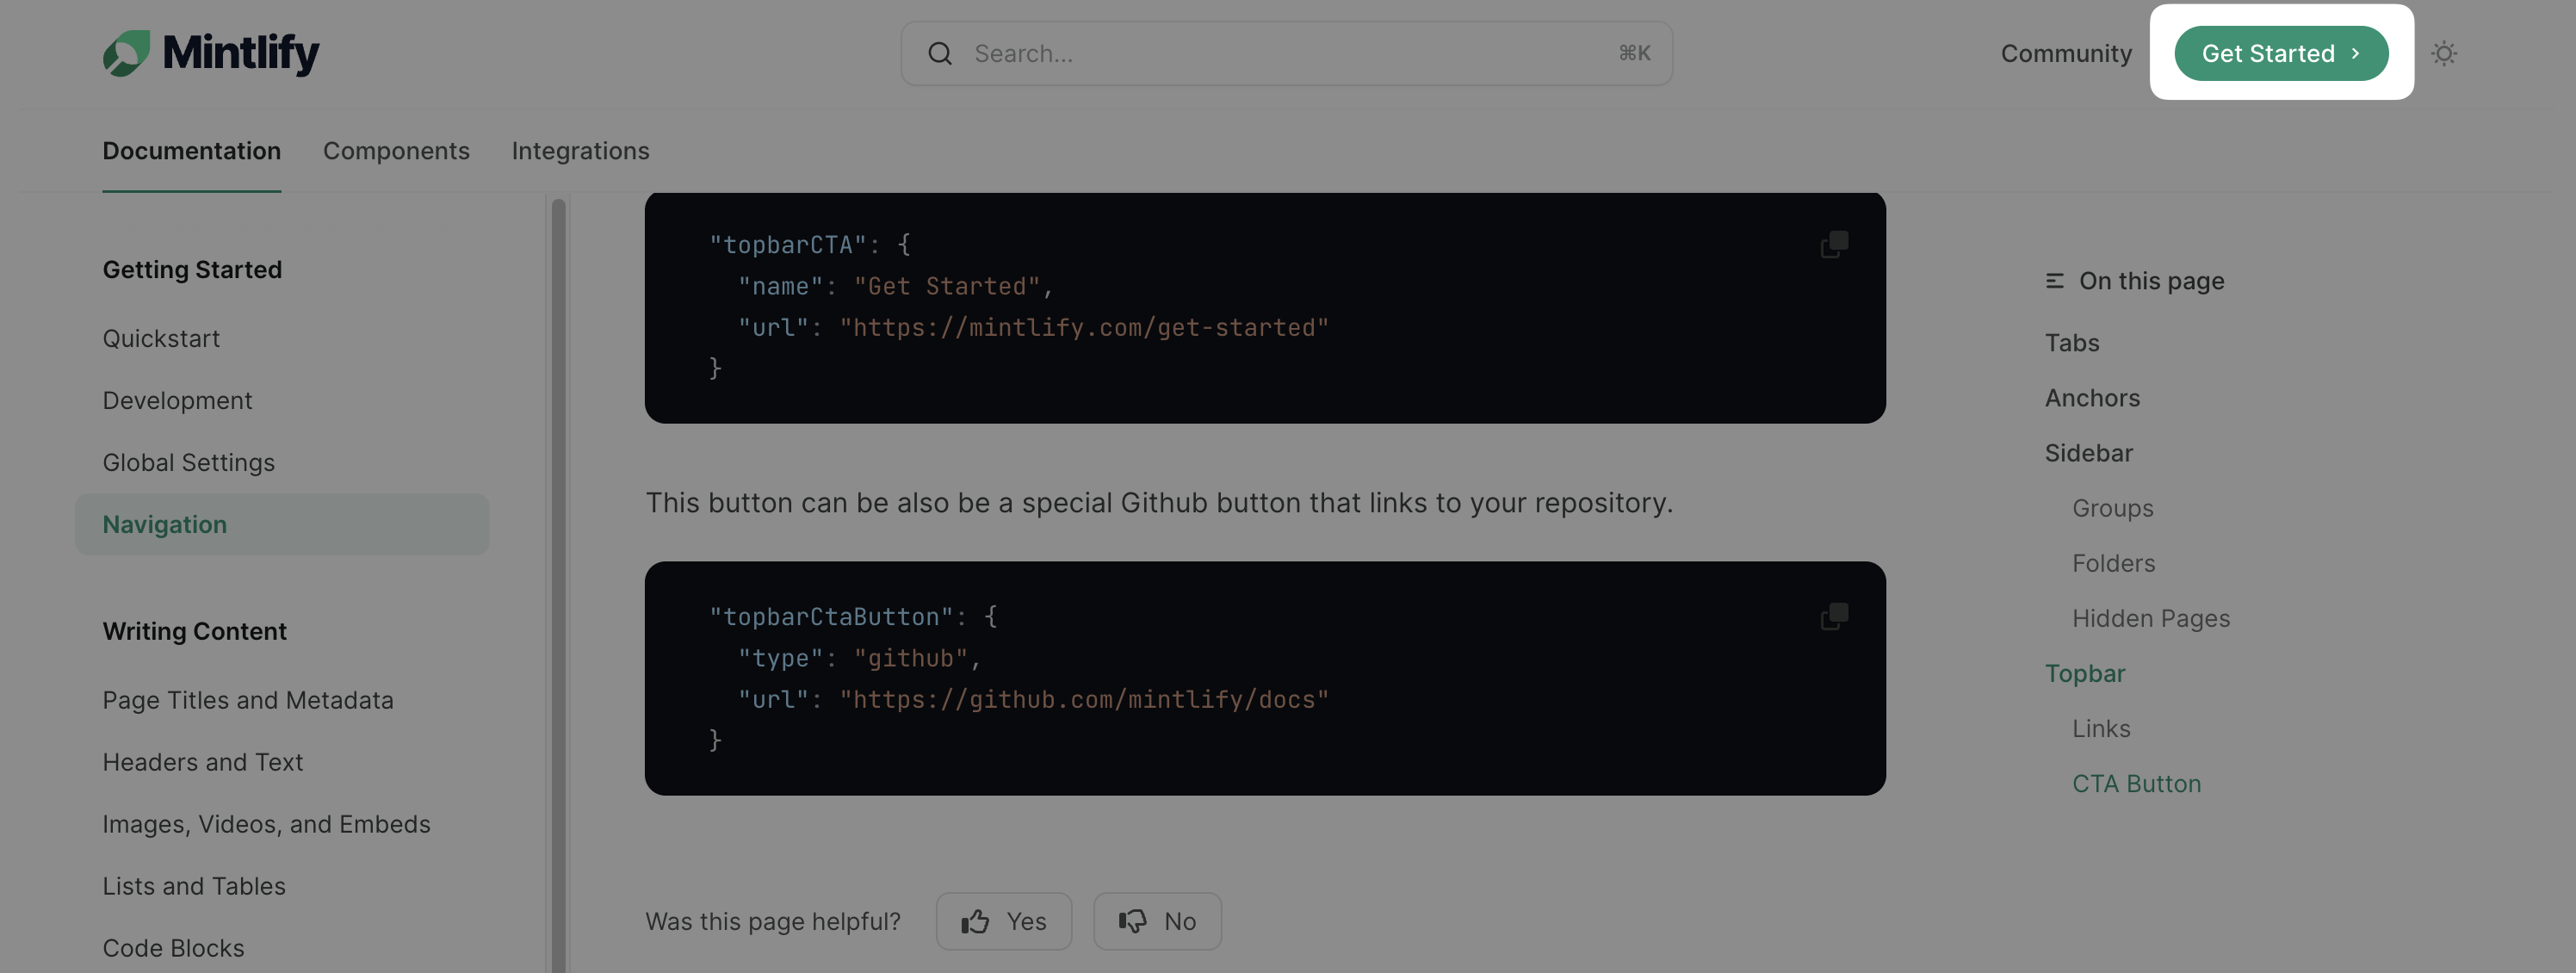 Mintlify
Search...
⌘K
Community
Get Started
Documentation
Components
Integrations
Getting Started
Quickstart
Development
Global Settings
Navigation
Writing Content
Page Titles and Metadata
Headers and Text
Images, Videos, and Embeds
Lists and Tables
Code Blocks
"topbarCTA": {
"name": "Get Started",
"url": "https://mintlify.com/get-started"
}
This button can be also be a special Github button that links to your repository.
"topbarCtaButton": {
"type": "github",
"url": "https://github.com/mintlify/docs"
}
Was this page helpful?
Yes
No
On this page
Tabs
Anchors
Sidebar
Groups
Folders
Hidden Pages
Topbar
Links
CTA Button